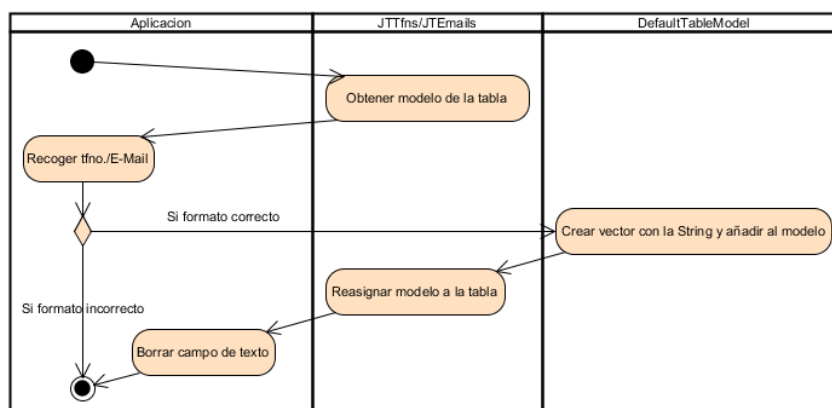 Aplicacion
JTTfns/JTEmails
DefaultTableModel
Obtener modelo de la tabla
Recoger tfno./E-Mail
Si formato correcto
Crear vector con la String y añadir al modelo
Reasignar modelo a la tabla
Si formato incorrecto
Borrar campo de texto